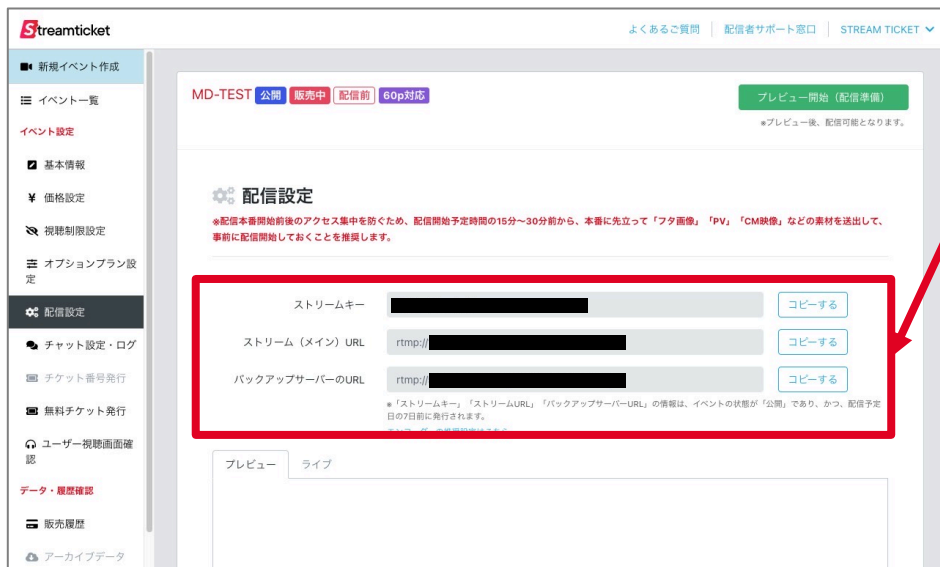 Streamticket
よくあるご質問
配信者サポート窓口
STREAM TICKET
新規イベント作成
イベント一覧
イベント設定
基本情報
¥ 価格設定
視聴制限設定
オプションプラン設
定
配信設定
チャット設定・ログ
チケット番号発行
無料チケット発行
ユーザー視聴画面確
認
データ・履歴確認
販売履歴
アーカイブデータ
MD-TEST 公開 販売中 配信前 60p対応
プレビュー開始（配信準備）
※プレビュー後、配信可能となります。
配信設定
※配信本番開始前後のアクセス集中を防ぐため、配信開始予定時間の15分～30分前から、本番に先立って「フタ画像」「PV」「CM映像」などの素材を送出して、
事前に配信開始しておくことを推奨します。
ストリームキー
コピーする
ストリーム（メイン）URL
rtmp://
コピーする
バックアップサーバーのURL
rtmp://
コピーする
※「ストリームキー」「ストリームURL」「バックアップサーバーURL」の情報は、イベントの状態が「公開」であり、かつ、配信予定
日の7日前に発行されます。
プレビュー
ライブ